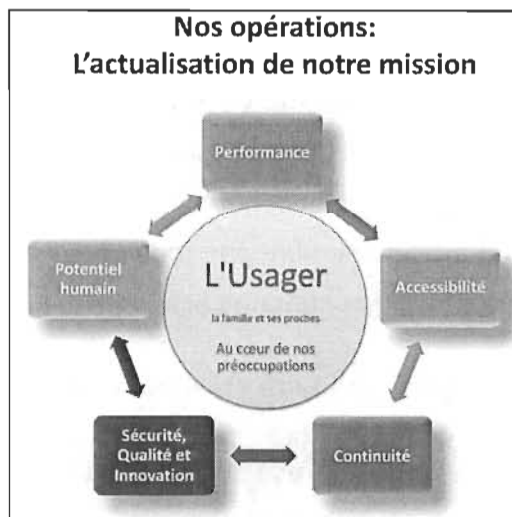 Nos opérations:
L'actualisation de notre mission
Performance
Potentiel
humain
L'Usager
la famille et ses proches
Au cœur de nos
préoccupations
Accessibilité
Sécurité,
Qualité et
Innovation
Continuité